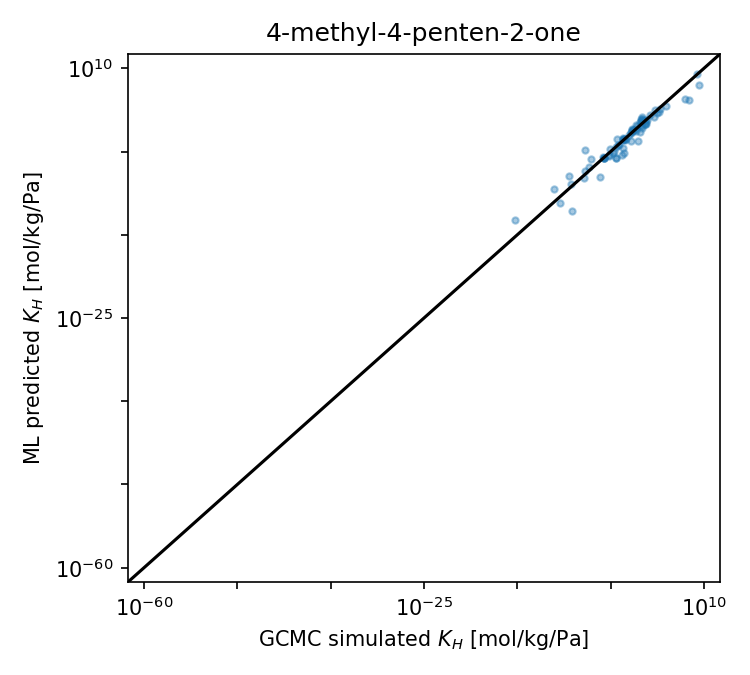 4-methyl-4-penten-2-one
ML predicted K_H [mol/kg/Pa]
10^10
10^−25
10^−60
10^−60 10^−25 10^10
GCMC simulated K_H [mol/kg/Pa]